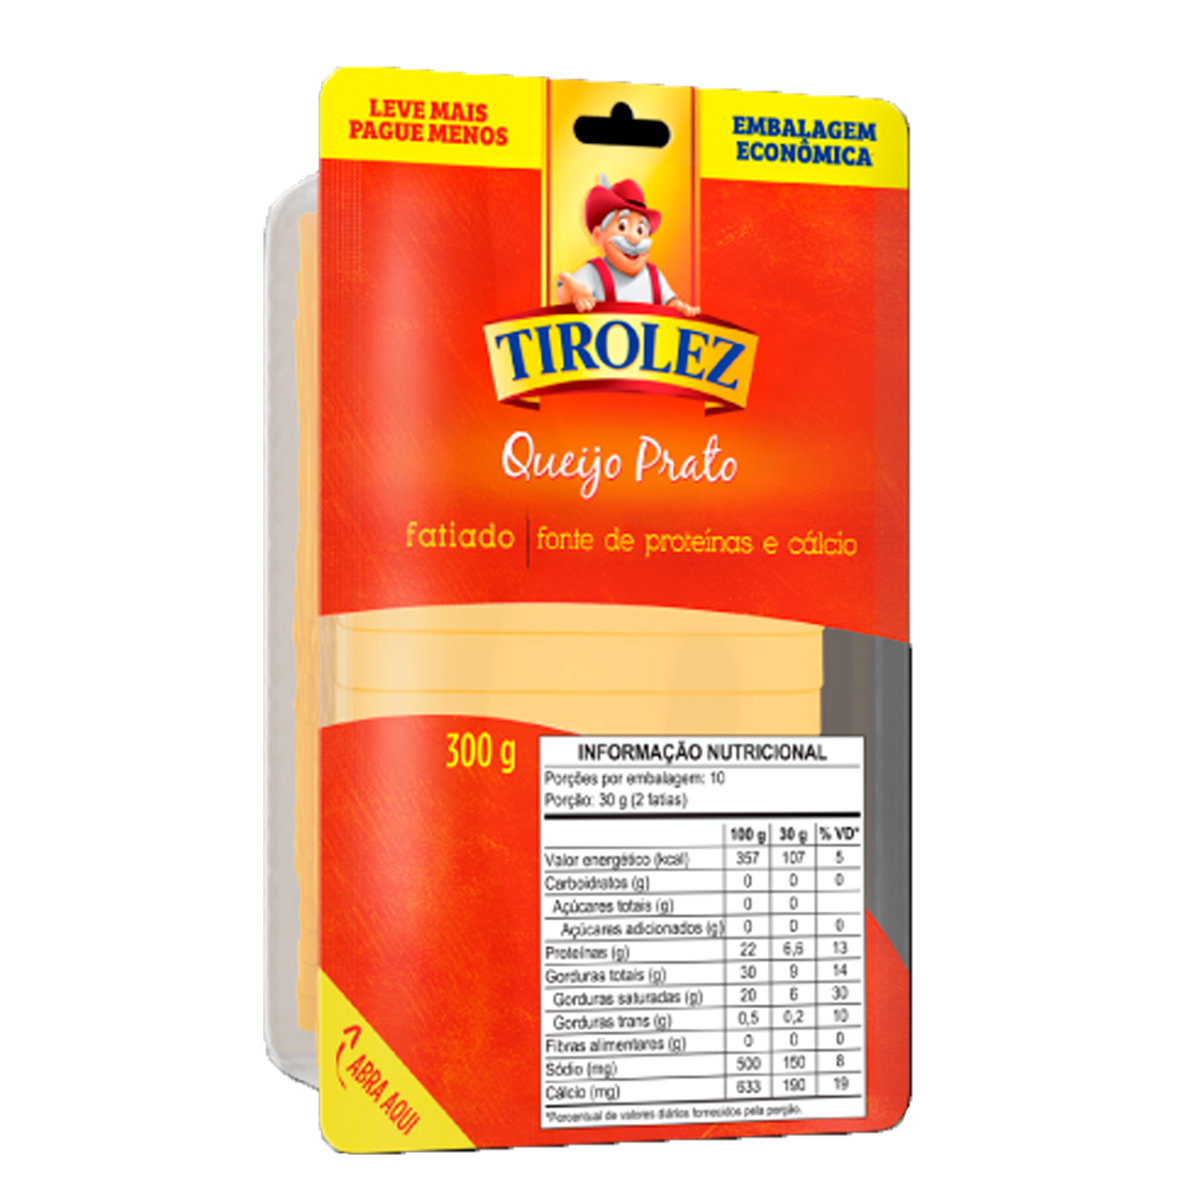 LEVE MAIS
PAGUE MENOS
EMBALAGEM
ECONÔMICA
TIROLEZ
Queijo Prato
fatiado | fonte de proteínas e cálcio
300 g
INFORMAÇÃO NUTRICIONAL
Porções por embalagem: 10
Porção: 30 g (2 fatias)
100 g 30 g % VD*
Valor energético (kcal) 357 107 5
Carboidratos (g) 0 0 0
Açúcares totais (g) 0 0
Açúcares adicionados (g) 0 0 0
Proteínas (g) 22 6,6 13
Gorduras totais (g) 30 9 14
Gorduras saturadas (g) 20 6 30
Gorduras trans (g) 0,5 0,2 10
Fibras alimentares (g) 0 0 0
Sódio (mg) 500 150 8
Cálcio (mg) 633 190 19
*Percentual de valores diários fornecidos pela porção.
ABRA AQUI